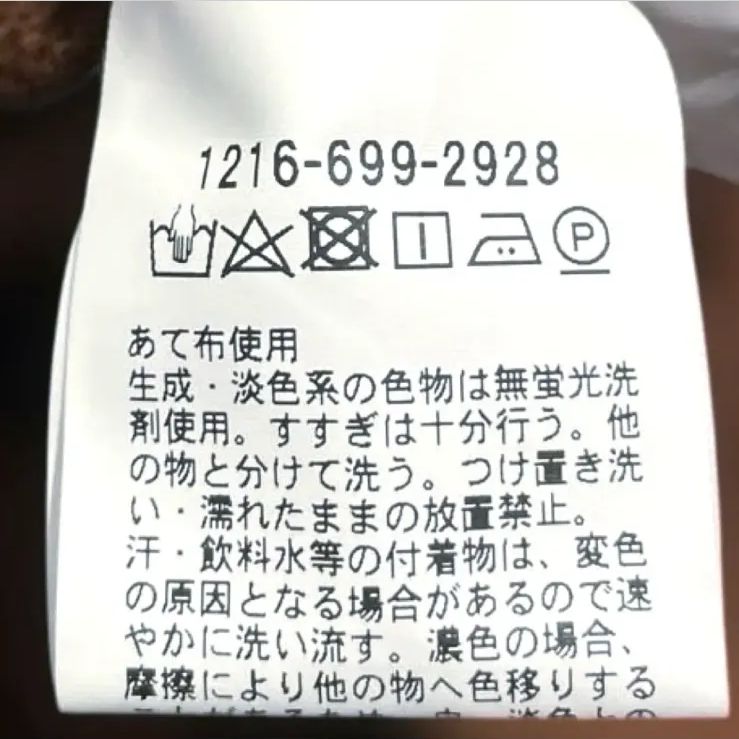 1216-699-2928
P
あて布使用
生成・淡色系の色物は無蛍光洗
剤使用。すすぎは十分行う。他
の物と分けて洗う。つけ置き洗
い・濡れたままの放置禁止。
汗・飲料水等の付着物は、変色
の原因となる場合があるので速
やかに洗い流す。濃色の場合、
摩擦により他の物へ色移りする